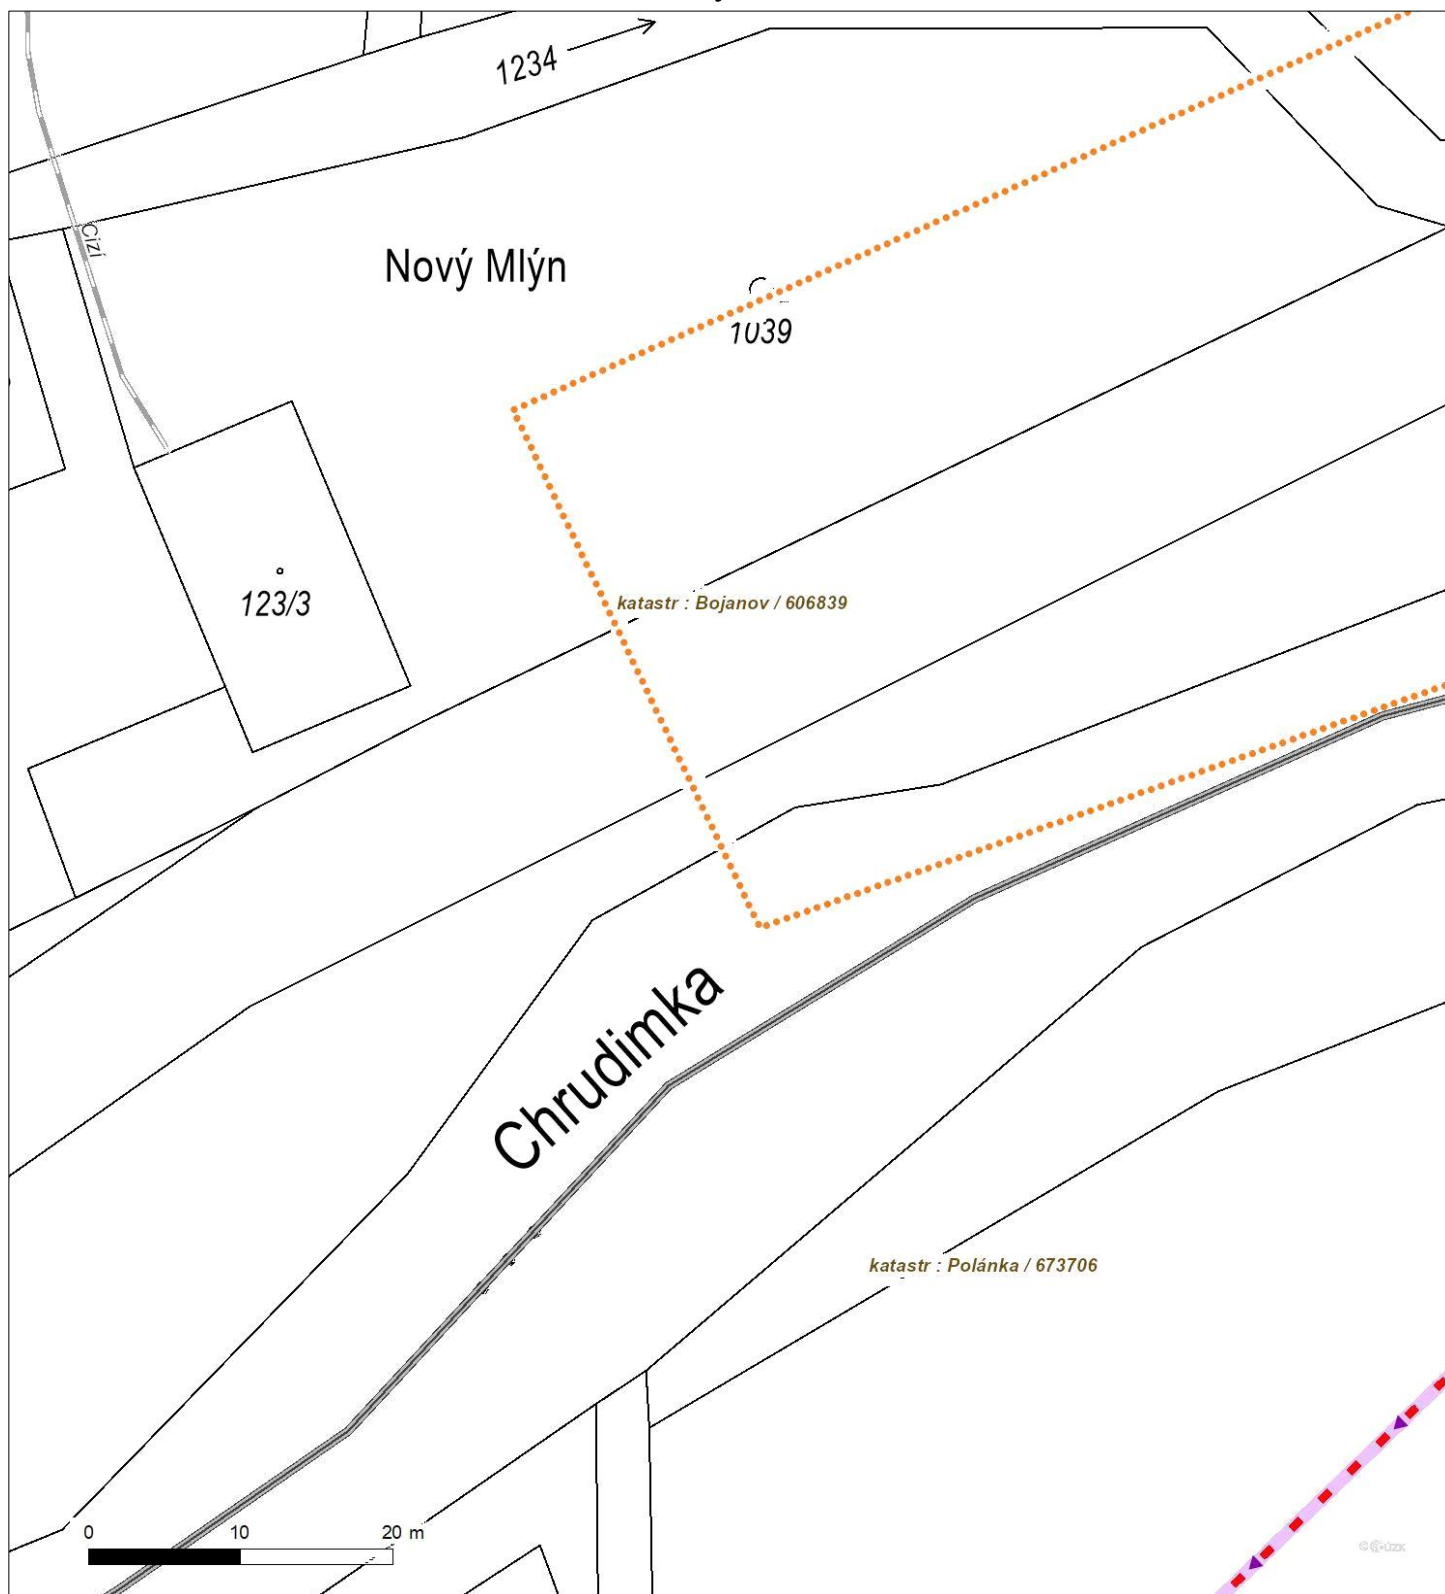 1234
Cizí
Nový Mlýn
1039
katastr : Bojanov / 606839
123/3
Chrudimka
katastr : Polánka / 673706
0 10 20 m